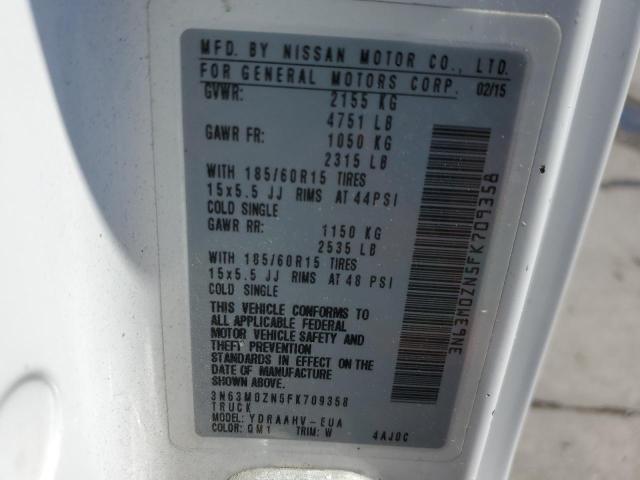 MFD. BY NISSAN MOTOR CO., LTD.
FOR GENERAL MOTORS CORP. 02/15
GVWR: 2155 KG
4751 LB
GAWR FR: 1050 KG
2315 LB
WITH 185/60R15 TIRES
15x5.5 JJ RIMS AT 44PSI
COLD SINGLE
GAWR RR: 1150 KG
2535 LB
WITH 185/60R15 TIRES
15x5.5 JJ RIMS AT 48 PSI
COLD SINGLE
THIS VEHICLE CONFORMS TO
ALL APPLICABLE FEDERAL
MOTOR VEHICLE SAFETY AND
THEFT PREVENTION
STANDARDS IN EFFECT ON THE
DATE OF MANUFACTURE
SHOWN ABOVE.
3N63M0ZN5FK709358
TRUCK
MODEL: YDRAAHV-EUA
COLOR: QM1 TRIM: W 4AJ0C
3N63M0ZN5FK709358